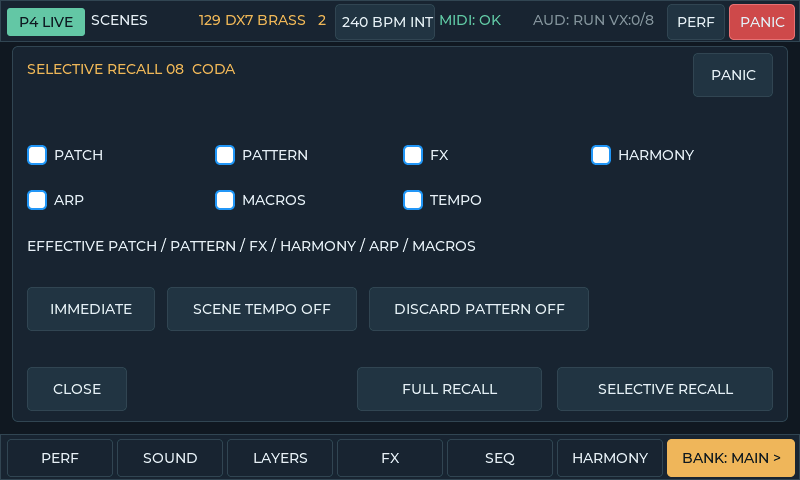 P4 LIVE SCENES 129 DX7 BRASS 2 240 BPM INT MIDI: OK AUD: RUN VX:0/8 PERF PANIC
SELECTIVE RECALL 08 CODA PANIC
PATCH PATTERN FX HARMONY
ARP MACROS TEMPO
EFFECTIVE PATCH / PATTERN / FX / HARMONY / ARP / MACROS
IMMEDIATE SCENE TEMPO OFF DISCARD PATTERN OFF
CLOSE FULL RECALL SELECTIVE RECALL
PERF SOUND LAYERS FX SEQ HARMONY BANK: MAIN >